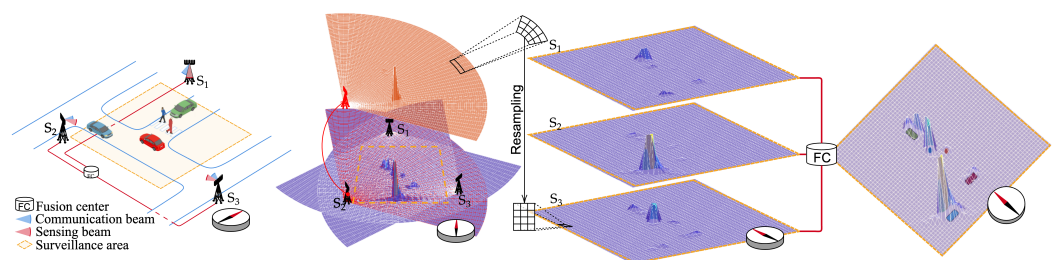 S1
S2
S3
FC
FC Fusion center
Communication beam
Sensing beam
Surveillance area
S1
S2
S3
Resampling
S1
S2
S3
FC